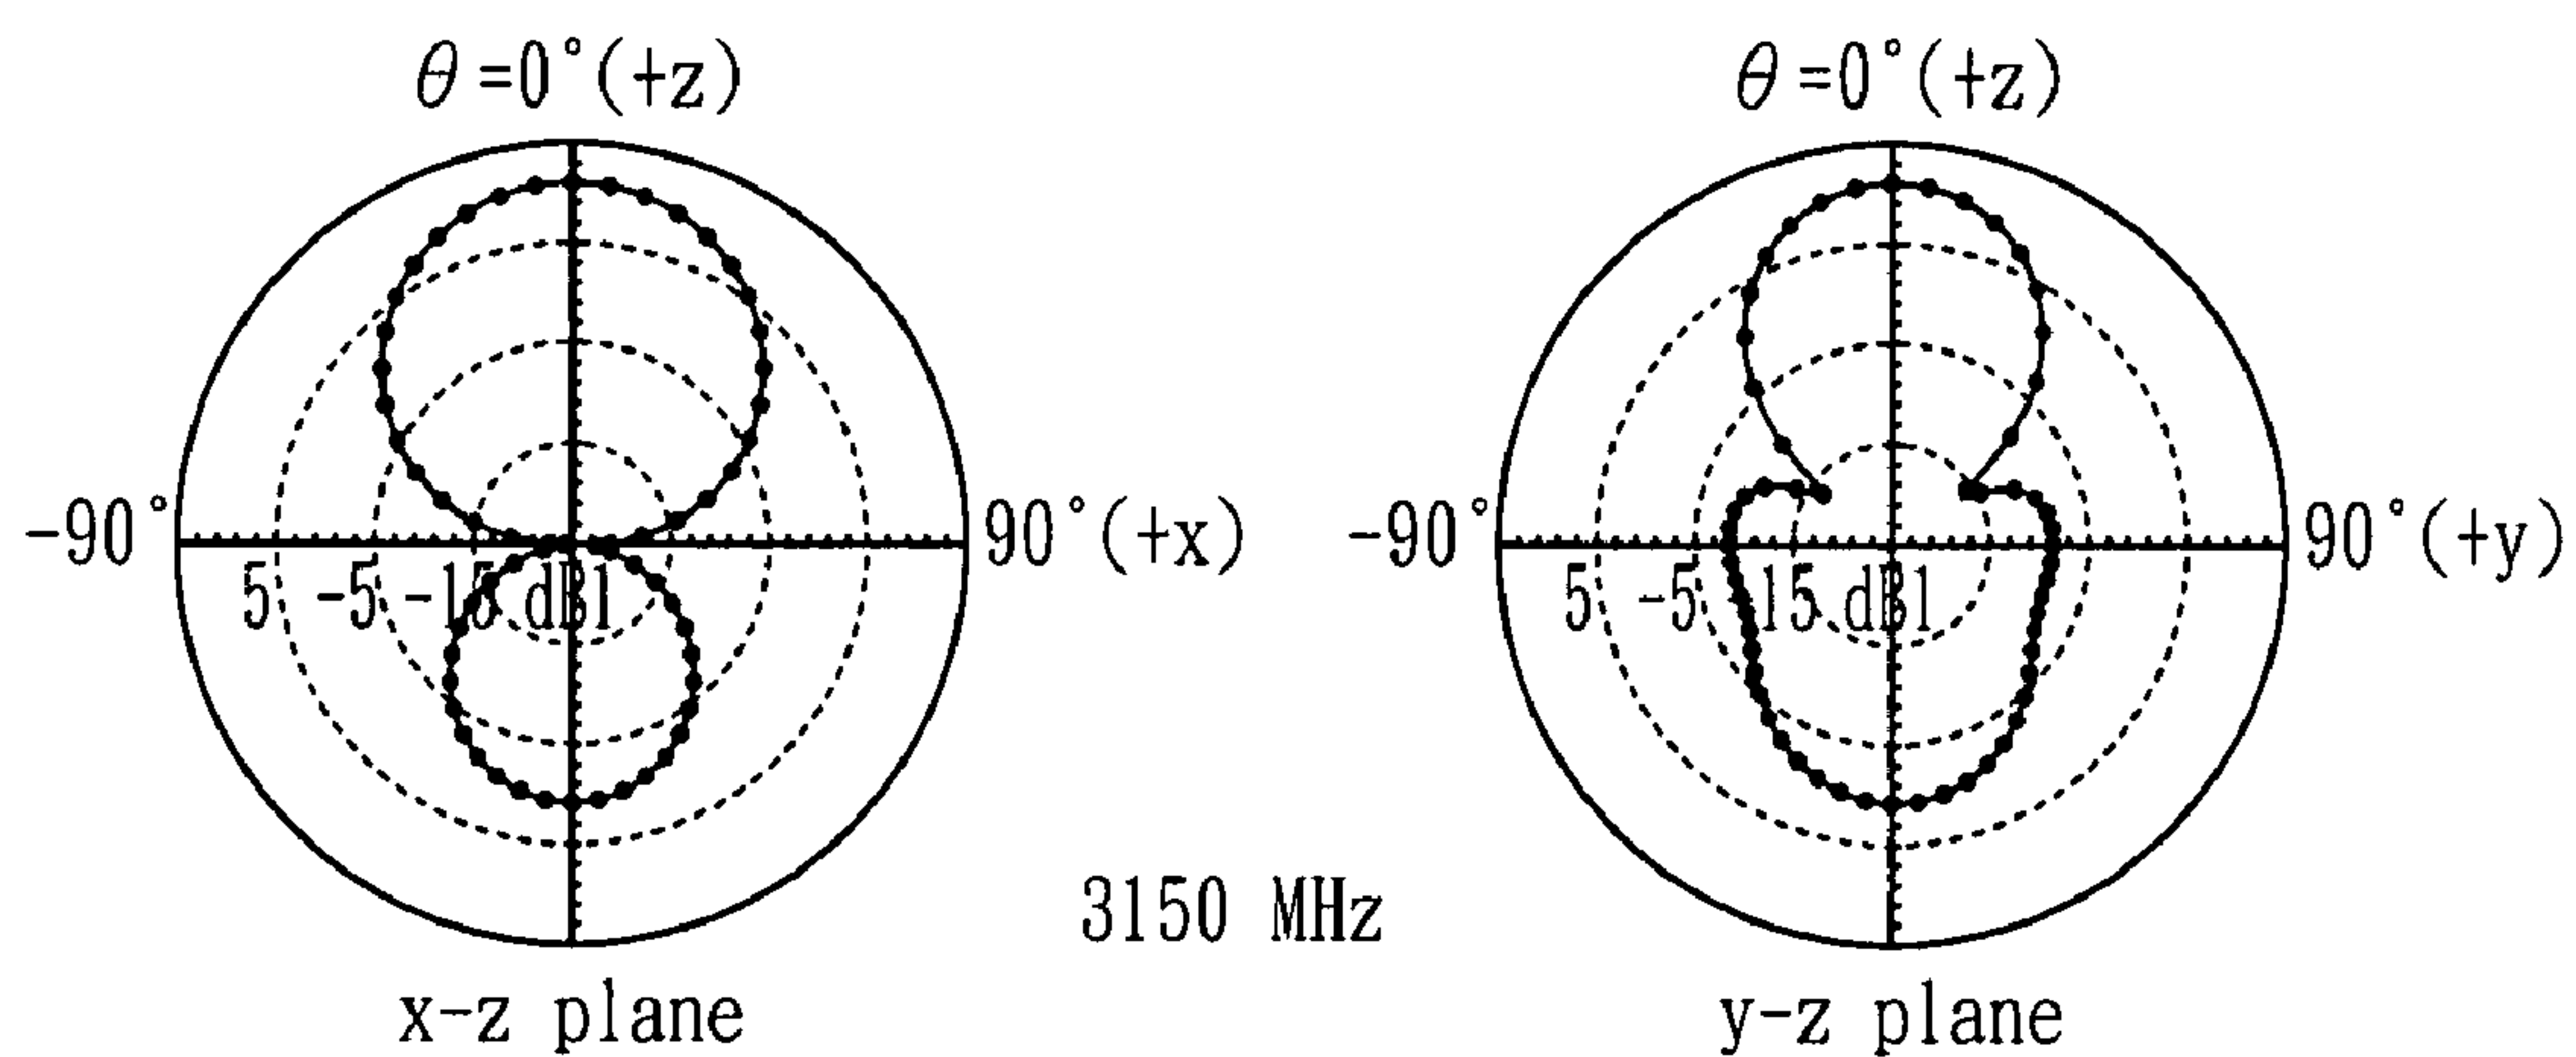 θ=0°(+z) θ=0°(+z)
-90° 90°(+x) -90° 90°(+y)
5 -5 -15 dBi 5 -5 -15 dBi
3150 MHz
x-z plane y-z plane